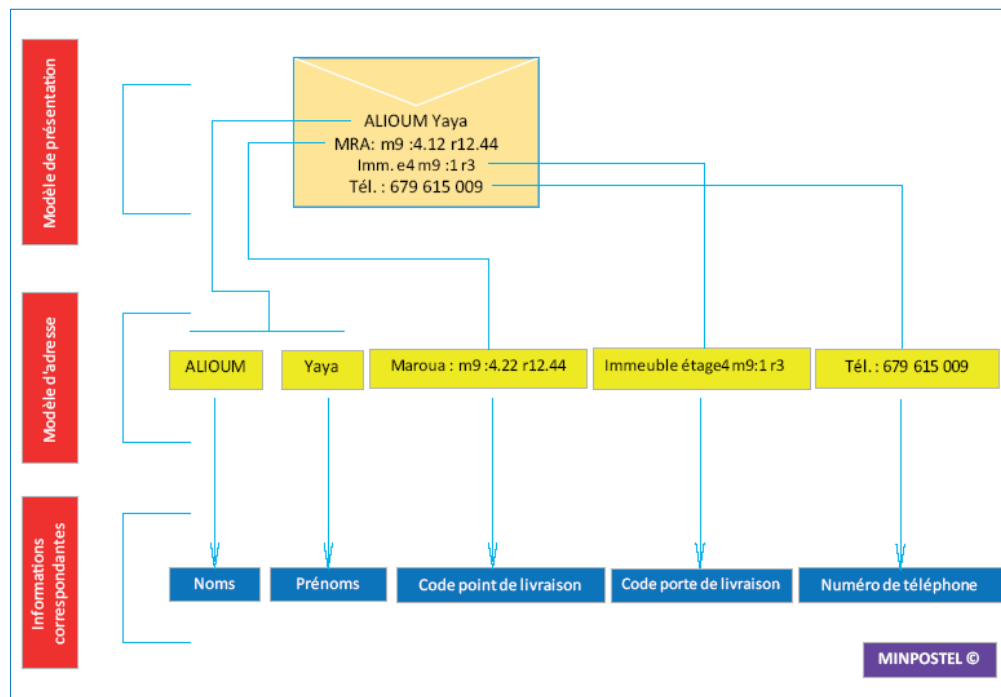 Modèle de présentation
ALIOUM Yaya
MRA: m9 :4.12 r12.44
Imm. e4 m9 :1 r3
Tél. : 679 615 009
Modèle d'adresse
ALIOUM
Yaya
Maroua : m9 :4.22 r12.44
Immeuble étage4 m9:1 r3
Tél. : 679 615 009
Informations
correspondantes
Noms
Prénoms
Code point de livraison
Code porte de livraison
Numéro de téléphone
MINPOSTEL ©